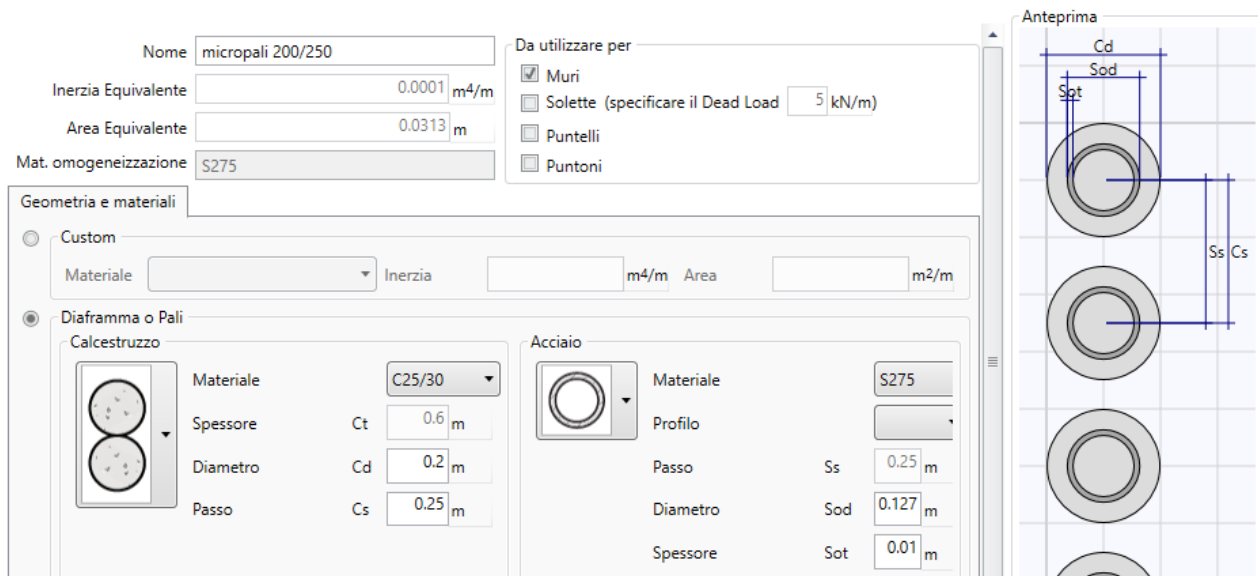 Nome micropali 200/250
Inerzia Equivalente 0.0001 m4/m
Area Equivalente 0.0313 m
Mat. omogeneizzazione S275
Da utilizzare per
Muri
Solette (specificare il Dead Load 5 kN/m)
Puntelli
Puntoni
Geometria e materiali
Custom
Materiale Inerzia m4/m Area m2/m
Diaframma o Pali
Calcestruzzo
Materiale C25/30
Spessore Ct 0.6 m
Diametro Cd 0.2 m
Passo Cs 0.25 m
Acciaio
Materiale S275
Profilo
Passo Ss 0.25 m
Diametro Sod 0.127 m
Spessore Sot 0.01 m
Anteprima
Cd
Sod
Sot
Ss Cs